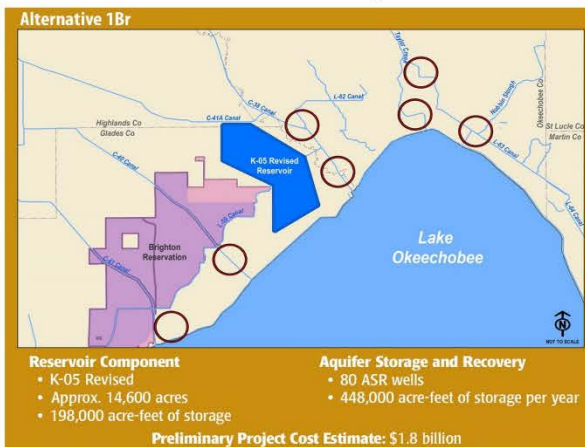 Alternative 1Br
Taylor Creek
C-38 Canal
L-62 Canal
C-41A Canal
Nubbin Slough
Okeechobee Co
St Lucie Co
Martin Co
Highlands Co
Glades Co
L-63 Canal
K-05 Revised
Reservoir
C-40 Canal
L-64 Canal
L-59 Canal
Brighton
Reservation
Lake
Okeechobee
C-41 Canal
N
NOT TO SCALE
Reservoir Component
• K-05 Revised
• Approx. 14,600 acres
• 198,000 acre-feet of storage
Aquifer Storage and Recovery
• 80 ASR wells
• 448,000 acre-feet of storage per year
Preliminary Project Cost Estimate: $1.8 billion